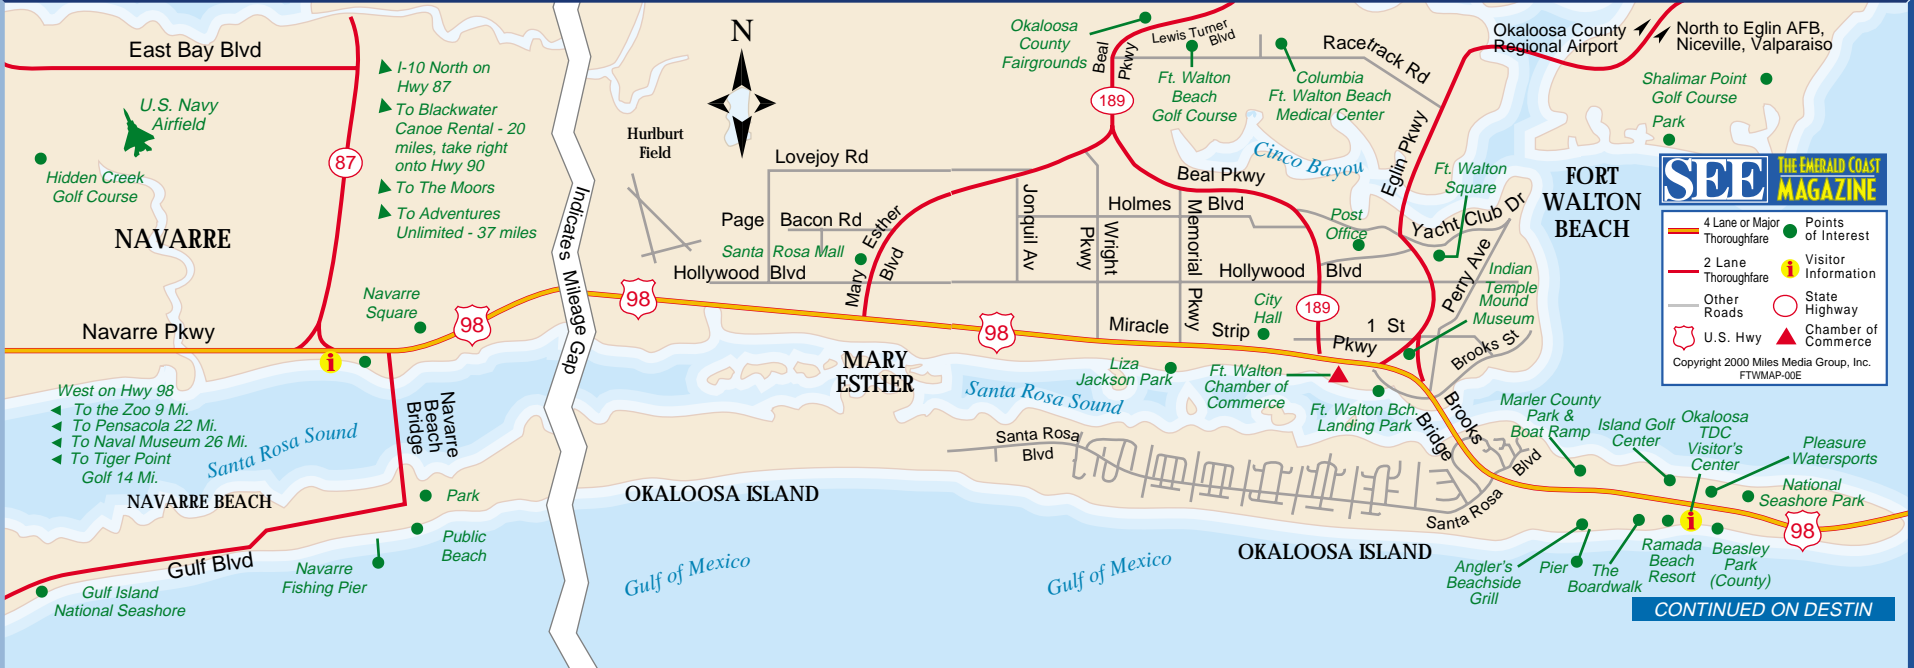 East Bay Blvd
I-10 North on
Hwy 87
To Blackwater
Canoe Rental - 20
miles, take right
onto Hwy 90
To The Moors
To Adventures
Unlimited - 37 miles
U.S. Navy
Airfield
Hidden Creek
Golf Course
87
NAVARRE
Navarre
Square
98
Navarre Pkwy
i
West on Hwy 98
To the Zoo 9 Mi.
To Pensacola 22 Mi.
To Naval Museum 26 Mi.
To Tiger Point
Golf 14 Mi.
Santa Rosa Sound
Navarre
Beach
Bridge
NAVARRE BEACH
Park
Public
Beach
Gulf Blvd
Navarre
Fishing Pier
Gulf Island
National Seashore
Indicates Mileage Gap
N
Hurlburt
Field
Lovejoy Rd
Page
Bacon Rd
Santa Rosa Mall
Hollywood Blvd
Mary Esther
Blvd
98
98
MARY
ESTHER
Okaloosa
County
Fairgrounds
Beal
Pkwy
Lewis Turner
Blvd
189
Ft. Walton
Beach
Golf Course
Columbia
Ft. Walton Beach
Medical Center
Racetrack Rd
Okaloosa County
Regional Airport
North to Eglin AFB,
Niceville, Valparaiso
Shalimar Point
Golf Course
Park
Cinco Bayou
Eglin Pkwy
Ft. Walton
Square
Beal Pkwy
Jonquil Av
Holmes Blvd
Wright
Pkwy
Memorial Pkwy
Post
Office
Yacht Club Dr
Perry Ave
FORT
WALTON
BEACH
Hollywood Blvd
Indian
Temple
Mound
Museum
City
Hall
189
Miracle Strip Pkwy
1 St
Brooks St
Liza
Jackson Park
Ft. Walton
Chamber of
Commerce
Ft. Walton Bch.
Landing Park
Santa Rosa Sound
Brooks
Bridge
Santa Rosa
Blvd
Santa Rosa
Blvd
OKALOOSA ISLAND
OKALOOSA ISLAND
Gulf of Mexico
Gulf of Mexico
Marler County
Park &
Boat Ramp
Island Golf
Center
Okaloosa
TDC
Visitor's
Center
Pleasure
Watersports
National
Seashore Park
98
i
Angler's
Beachside
Grill
Pier
The
Boardwalk
Ramada
Beach
Resort
Beasley
Park
(County)
CONTINUED ON DESTIN
SEE
THE EMERALD COAST
MAGAZINE
4 Lane or Major
Thoroughfare
Points
of Interest
2 Lane
Thoroughfare
i
Visitor
Information
Other
Roads
State
Highway
U.S. Hwy
Chamber of
Commerce
Copyright 2000 Miles Media Group, Inc.
FTWMAP-00E